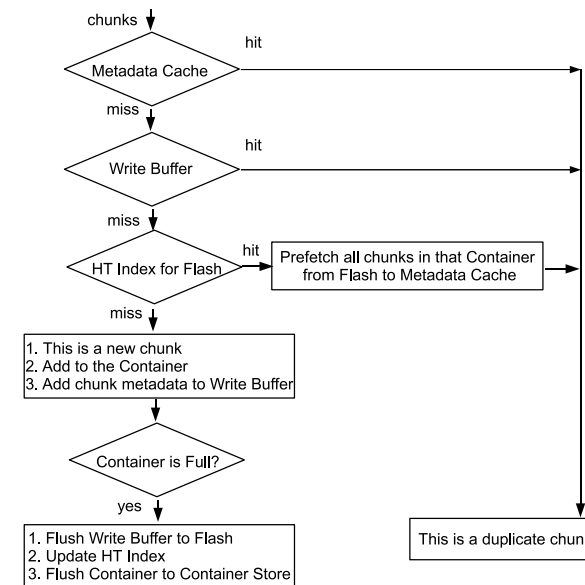 chunks
hit
Metadata Cache
miss
hit
Write Buffer
miss
hit
HT Index for Flash
Prefetch all chunks in that Container
from Flash to Metadata Cache
miss
1. This is a new chunk
2. Add to the Container
3. Add chunk metadata to Write Buffer
Container is Full?
yes
1. Flush Write Buffer to Flash
2. Update HT Index
3. Flush Container to Container Store
This is a duplicate chun